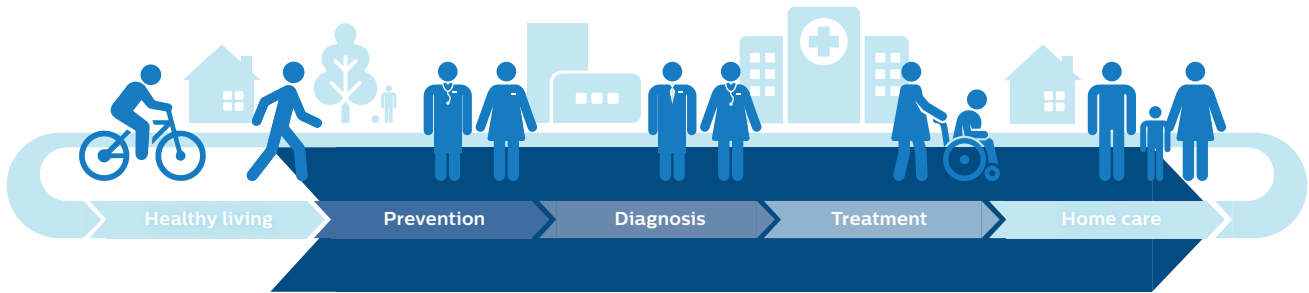 Healthy living
Prevention
Diagnosis
Treatment
Home care